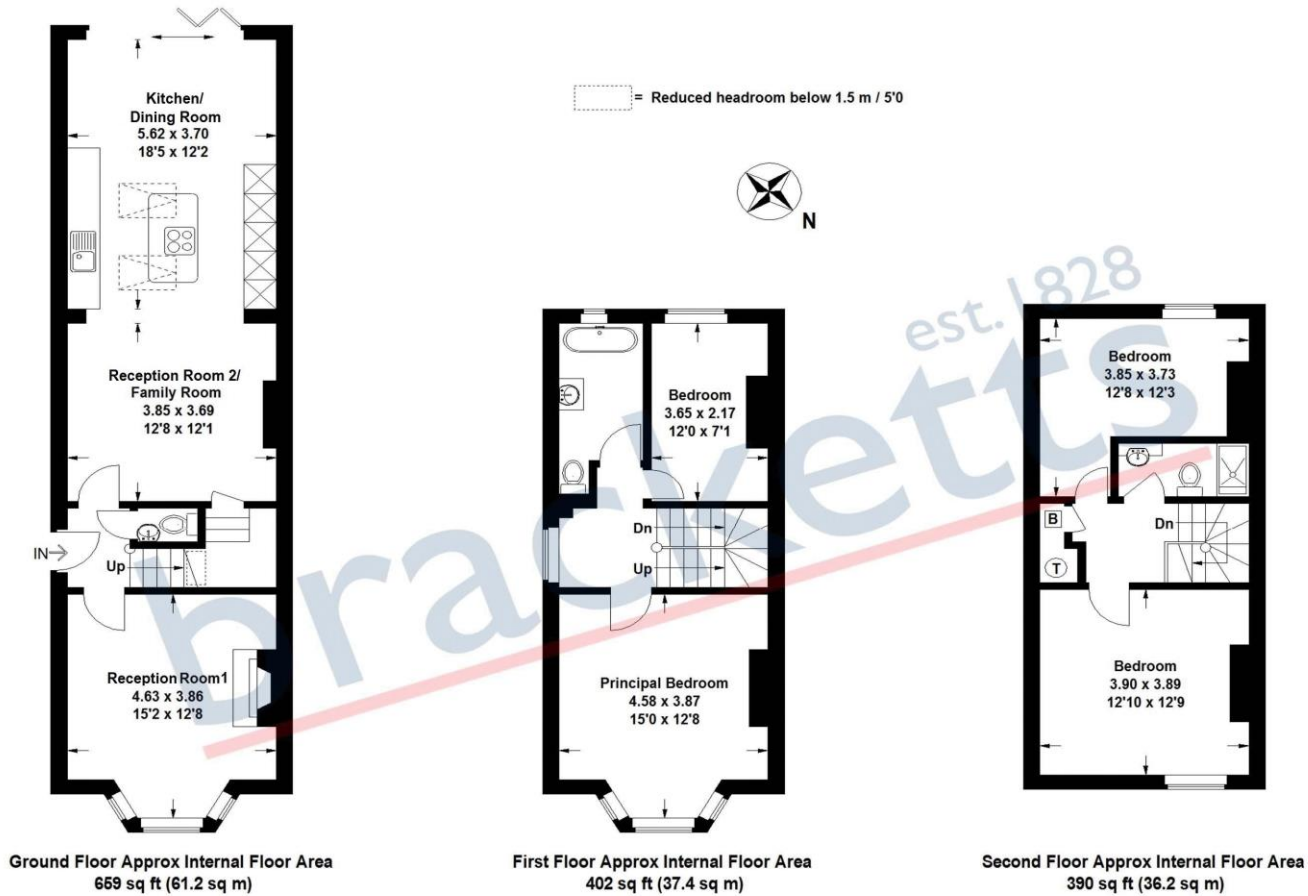 Kitchen/
Dining Room
5.62 x 3.70
18'5 x 12'2
Reception Room 2/
Family Room
3.85 x 3.69
12'8 x 12'1
IN
Up
Reception Room1
4.63 x 3.86
15'2 x 12'8
Ground Floor Approx Internal Floor Area
659 sq ft (61.2 sq m)
= Reduced headroom below 1.5 m / 5'0
N
Bedroom
3.65 x 2.17
12'0 x 7'1
Dn
Up
Principal Bedroom
4.58 x 3.87
15'0 x 12'8
First Floor Approx Internal Floor Area
402 sq ft (37.4 sq m)
Bedroom
3.85 x 3.73
12'8 x 12'3
B
T
Dn
Bedroom
3.90 x 3.89
12'10 x 12'9
Second Floor Approx Internal Floor Area
390 sq ft (36.2 sq m)
est. 1828
bracketts